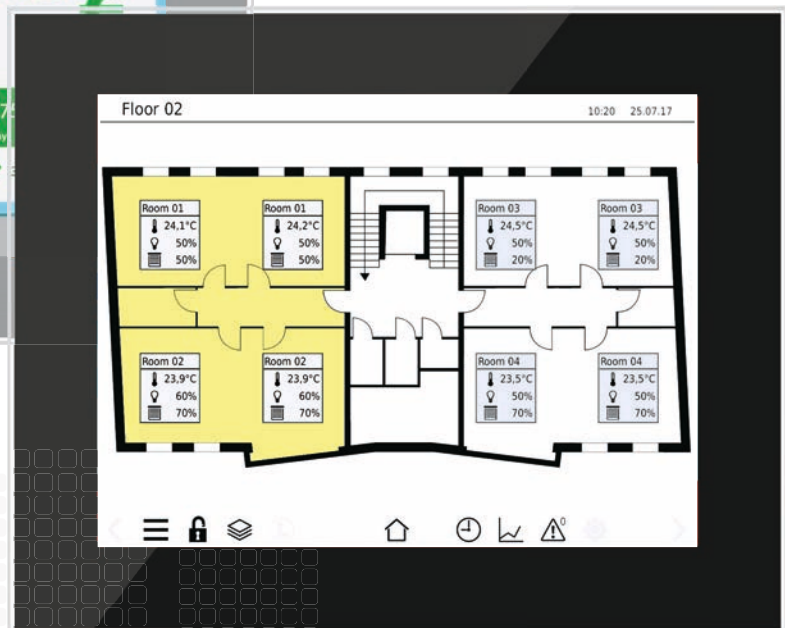 Floor 02
10:20 25.07.17
Room 01
24,1°C
50%
50%
Room 01
24,2°C
50%
50%
Room 03
24,5°C
50%
20%
Room 03
24,5°C
50%
20%
Room 02
23,9°C
60%
70%
Room 02
23,9°C
60%
70%
Room 04
23,5°C
50%
70%
Room 04
23,5°C
50%
70%
0